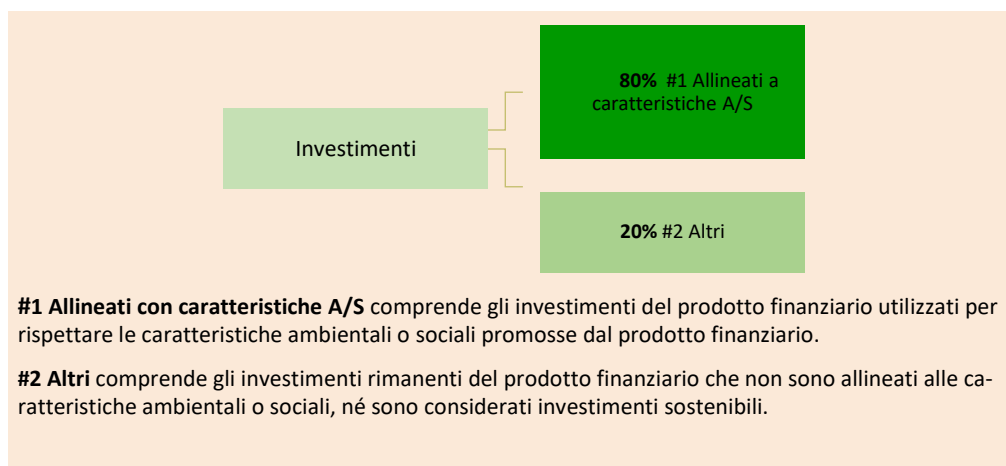 80% #1 Allineati a
caratteristiche A/S
Investimenti
20% #2 Altri
#1 Allineati con caratteristiche A/S comprende gli investimenti del prodotto finanziario utilizzati per
rispettare le caratteristiche ambientali o sociali promosse dal prodotto finanziario.
#2 Altri comprende gli investimenti rimanenti del prodotto finanziario che non sono allineati alle ca-
ratteristiche ambientali o sociali, né sono considerati investimenti sostenibili.